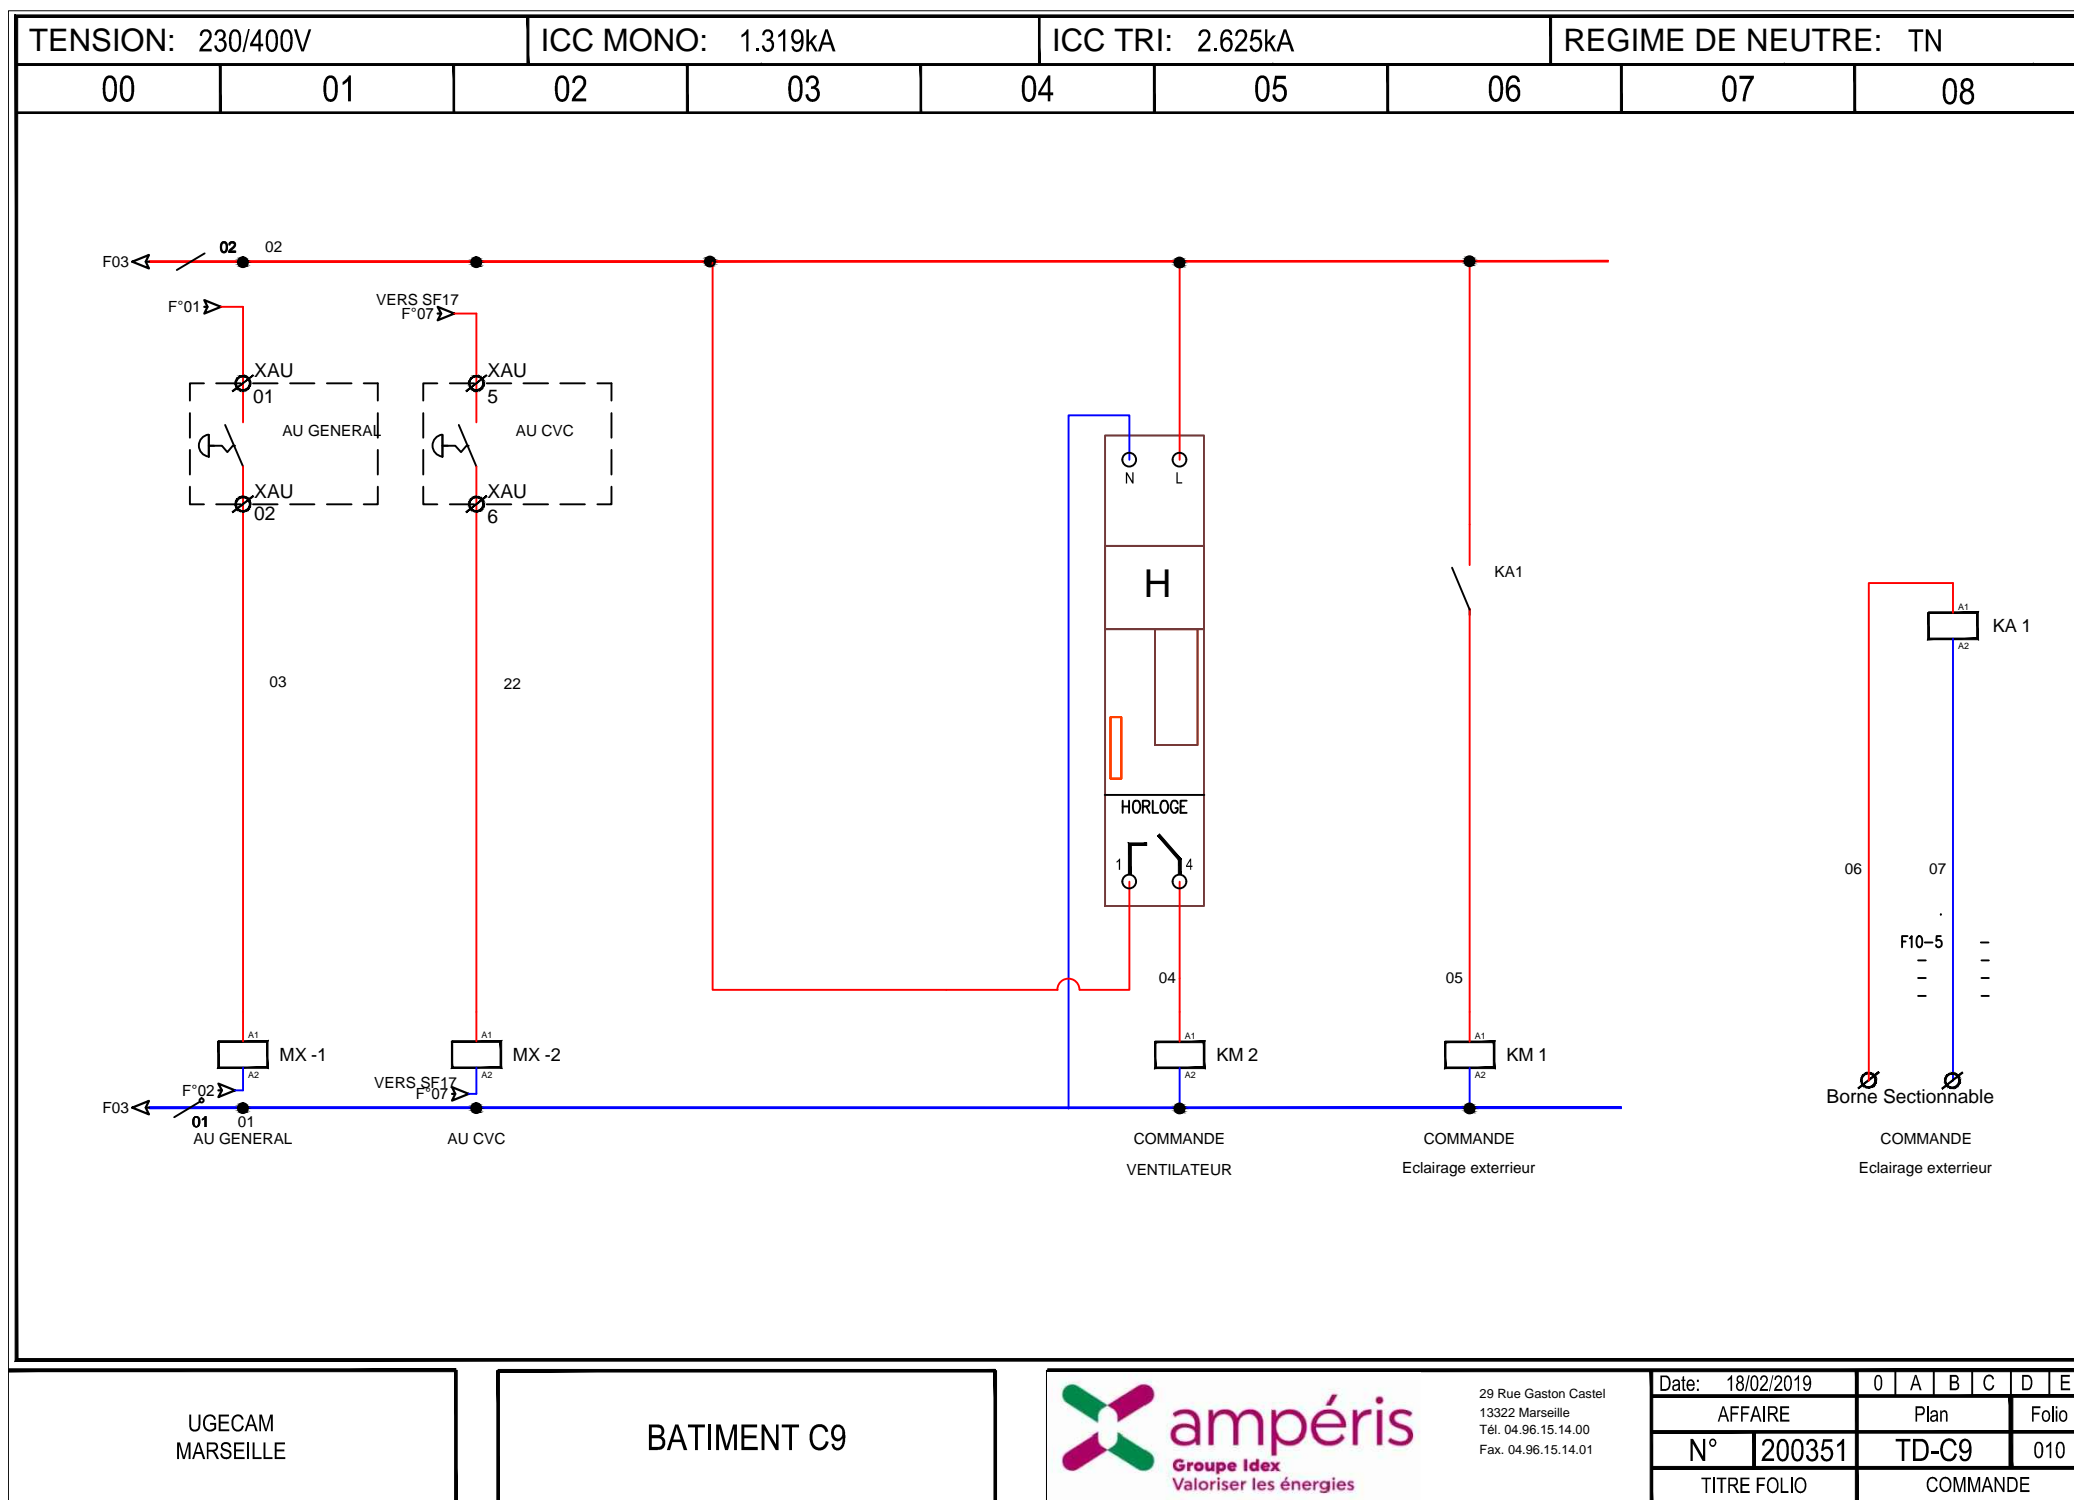 TENSION: 230/400V
ICC MONO: 1.319kA
ICC TRI: 2.625kA
REGIME DE NEUTRE: TN
00 01 02 03 04 05 06 07 08
F03 02 02
F°01
VERS SF17
F°07
XAU
01
AU GENERAL
XAU
02
XAU
5
AU CVC
XAU
6
N L
H
KA1
A1
KA 1
A2
03
22
HORLOGE
1 4
06 07
F10-5
04
05
A1
MX -1
A2
A1
MX -2
A2
A1
KM 2
A2
A1
KM 1
A2
F°02
VERS SF17
F°07
F03
01 01
Borne Sectionnable
AU GENERAL
AU CVC
COMMANDE
VENTILATEUR
COMMANDE
Eclairage exterrieur
COMMANDE
Eclairage exterrieur
UGECAM
MARSEILLE
BATIMENT C9
ampéris
Groupe Idex
Valoriser les énergies
29 Rue Gaston Castel
13322 Marseille
Tél. 04.96.15.14.00
Fax. 04.96.15.14.01
Date: 18/02/2019
0 A B C D E
AFFAIRE Plan Folio
N° 200351 TD-C9 010
TITRE FOLIO COMMANDE